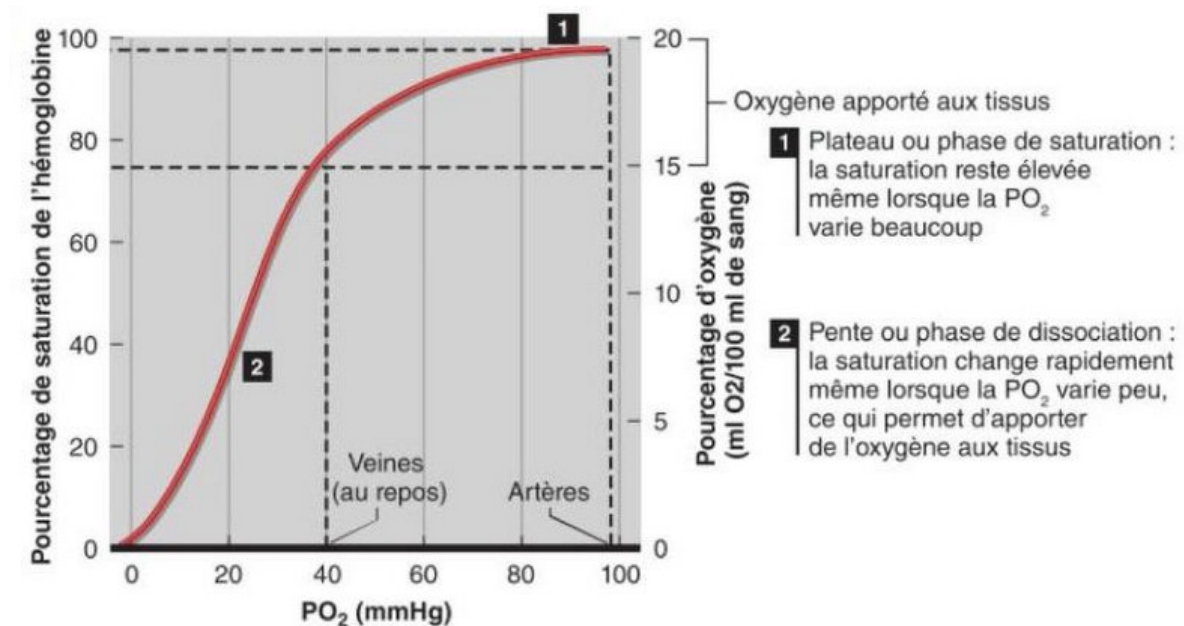 Pourcentage de saturation de l'hémoglobine
100
80
60
40
20
0
1
2
Veines
(au repos)
Artères
0
20
40
60
80
100
PO₂ (mmHg)
20
15
10
5
0
Pourcentage d'oxygène
(ml O2/100 ml de sang)
Oxygène apporté aux tissus
1 Plateau ou phase de saturation :
la saturation reste élevée
même lorsque la PO₂
varie beaucoup
2 Pente ou phase de dissociation :
la saturation change rapidement
même lorsque la PO₂ varie peu,
ce qui permet d'apporter
de l'oxygène aux tissus